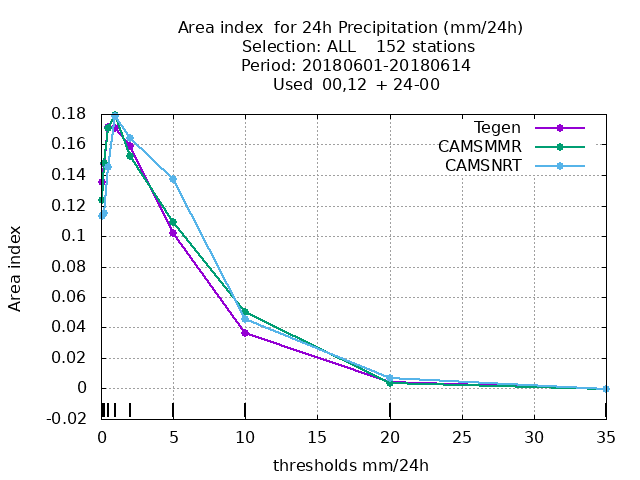 Area index  for 24h Precipitation (mm/24h)
Selection: ALL    152 stations
Period: 20180601-20180614
Used  00,12  + 24-00
Tegen
CAMSMMR
CAMSNRT
Area index
0.18
0.16
0.14
0.12
0.1
0.08
0.06
0.04
0.02
0
-0.02
0 5 10 15 20 25 30 35
thresholds mm/24h